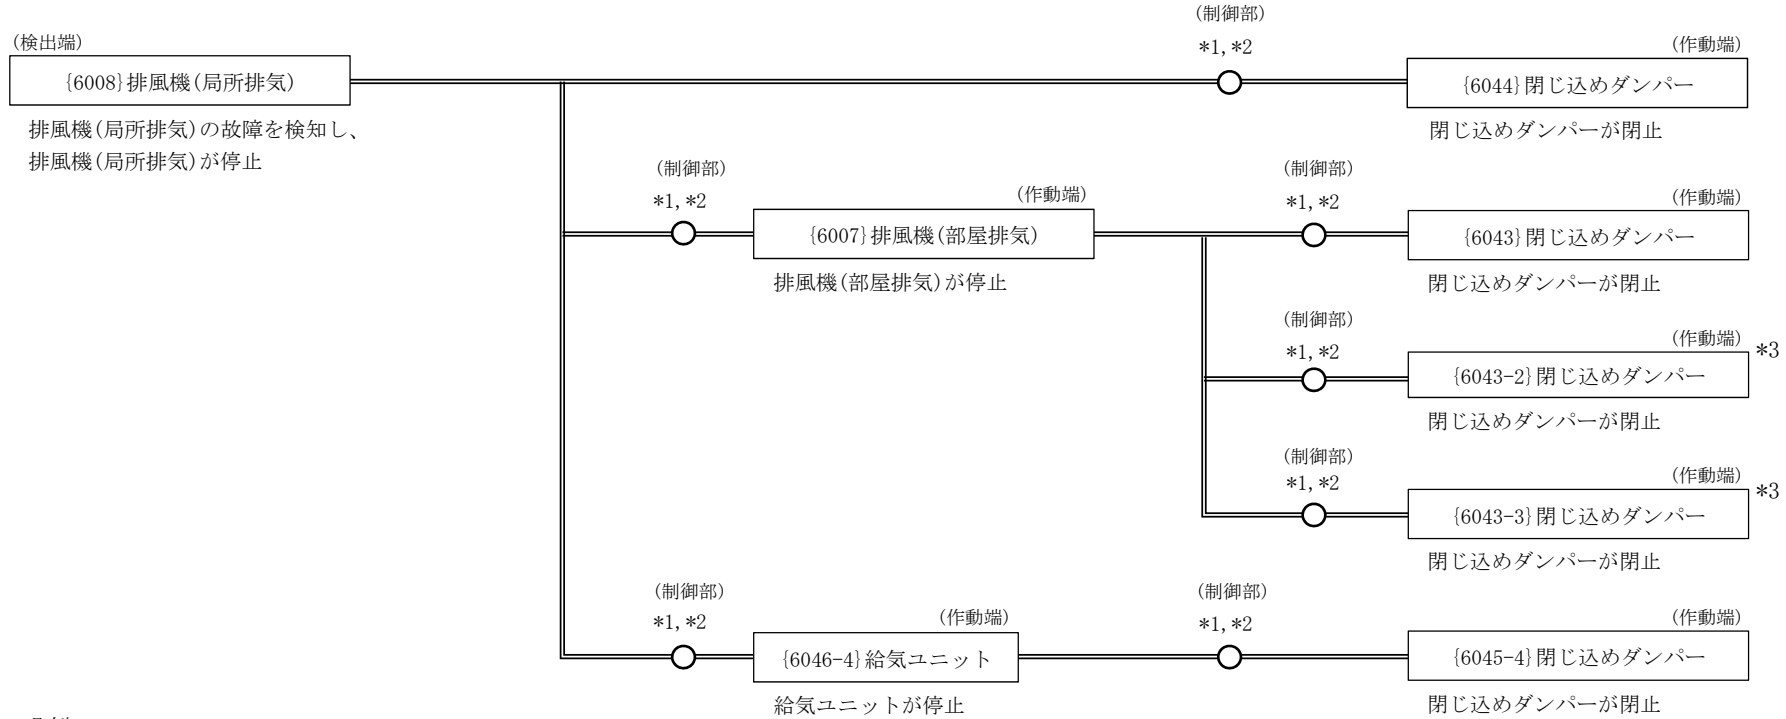 (検出端)
{6008}排風機(局所排気)
排風機(局所排気)の故障を検知し、
排風機(局所排気)が停止
(制御部)
*1,*2
(作動端)
{6044}閉じ込めダンパー
閉じ込めダンパーが閉止
(制御部)
*1,*2
(作動端)
{6007}排風機(部屋排気)
排風機(部屋排気)が停止
(制御部)
*1,*2
(作動端)
{6043}閉じ込めダンパー
閉じ込めダンパーが閉止
(制御部)
*1,*2
(作動端)
*3
{6043-2}閉じ込めダンパー
閉じ込めダンパーが閉止
(制御部)
*1,*2
(作動端)
*3
{6043-3}閉じ込めダンパー
閉じ込めダンパーが閉止
(制御部)
*1,*2
(作動端)
{6046-4}給気ユニット
給気ユニットが停止
(制御部)
*1,*2
(作動端)
{6045-4}閉じ込めダンパー
閉じ込めダンパーが閉止